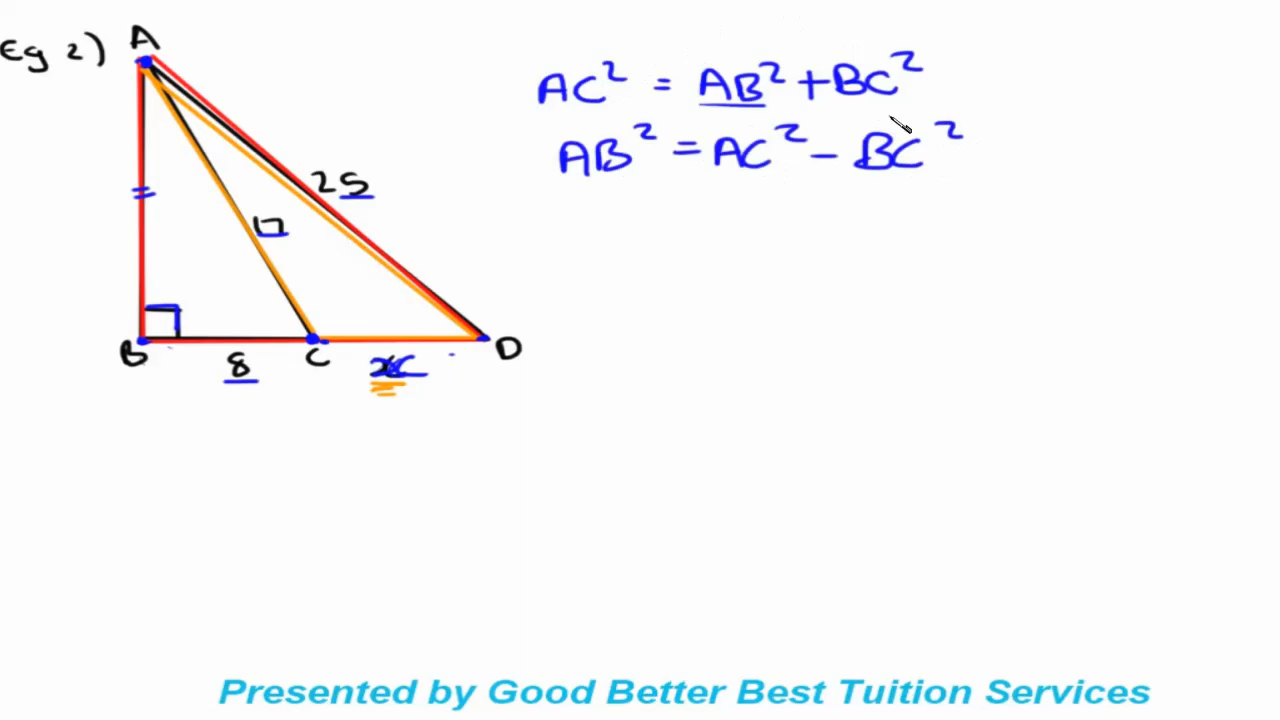 Eg 2)
A
AC² = AB² + BC²
AB² = AC² - BC²
25
17
B
8
C
x
D
Presented by Good Better Best Tuition Services